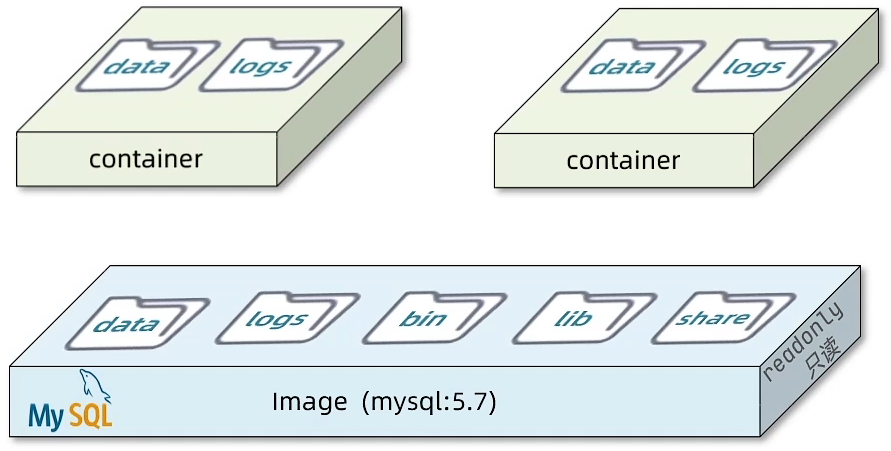 data logs
container
data logs
container
data logs bin lib share
readonly
只读
MySQL
Image (mysql:5.7)